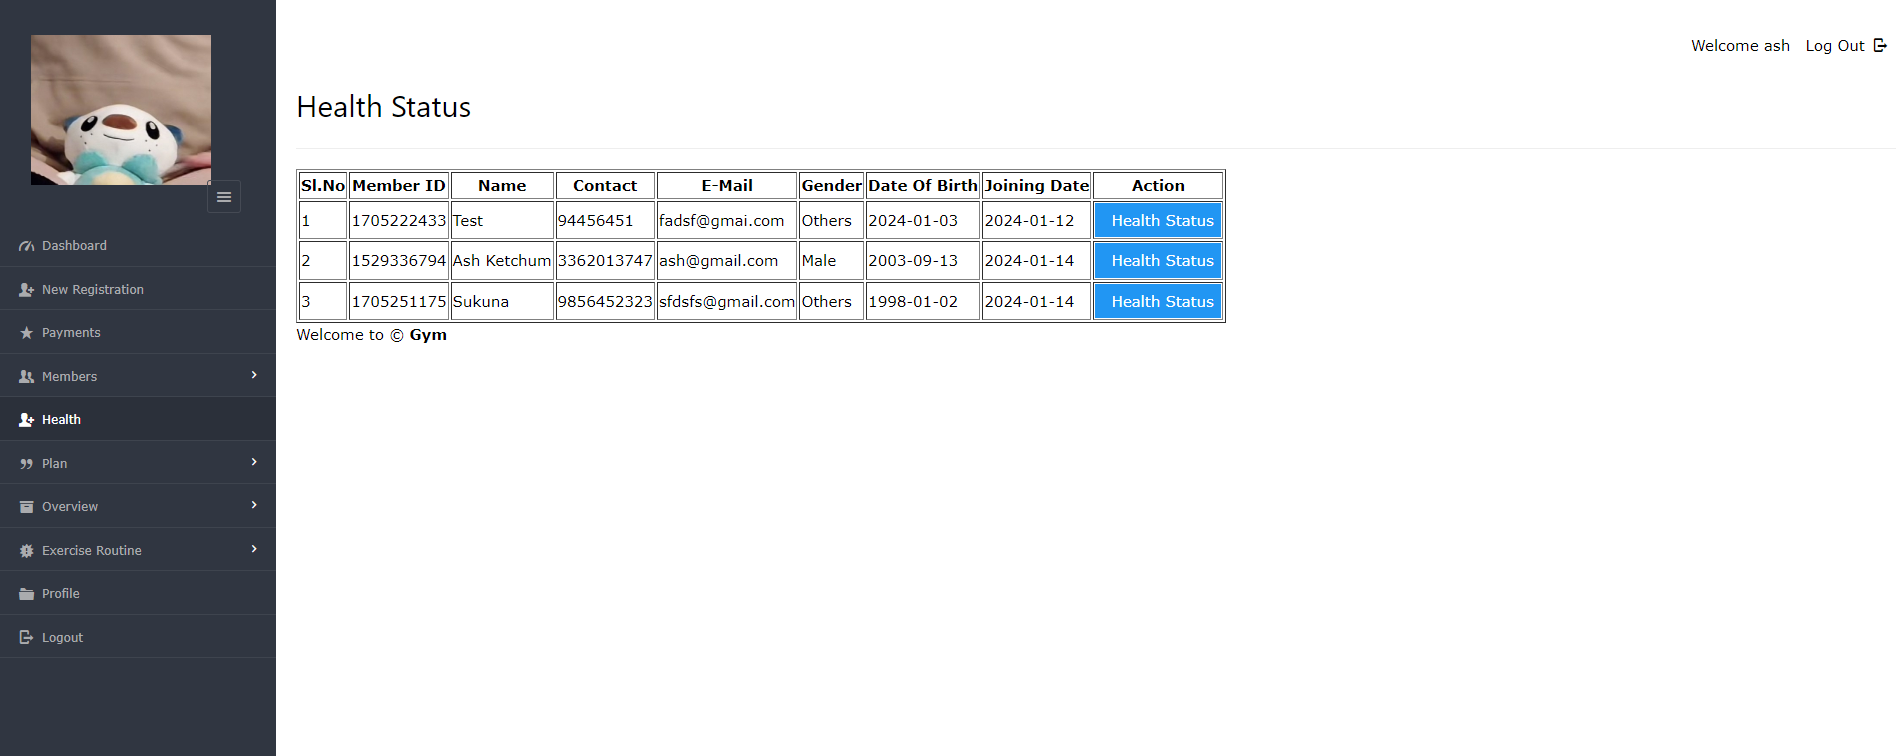 Welcome ash Log Out
Health Status
Sl.No Member ID Name Contact E-Mail Gender Date Of Birth Joining Date Action
1 1705222433 Test 94456451 fadsf@gmai.com Others 2024-01-03 2024-01-12 Health Status
2 1529336794 Ash Ketchum 3362013747 ash@gmail.com Male 2003-09-13 2024-01-14 Health Status
3 1705251175 Sukuna 9856452323 sfdsfs@gmail.com Others 1998-01-02 2024-01-14 Health Status
Welcome to © Gym
Dashboard
New Registration
Payments
Members
Health
Plan
Overview
Exercise Routine
Profile
Logout